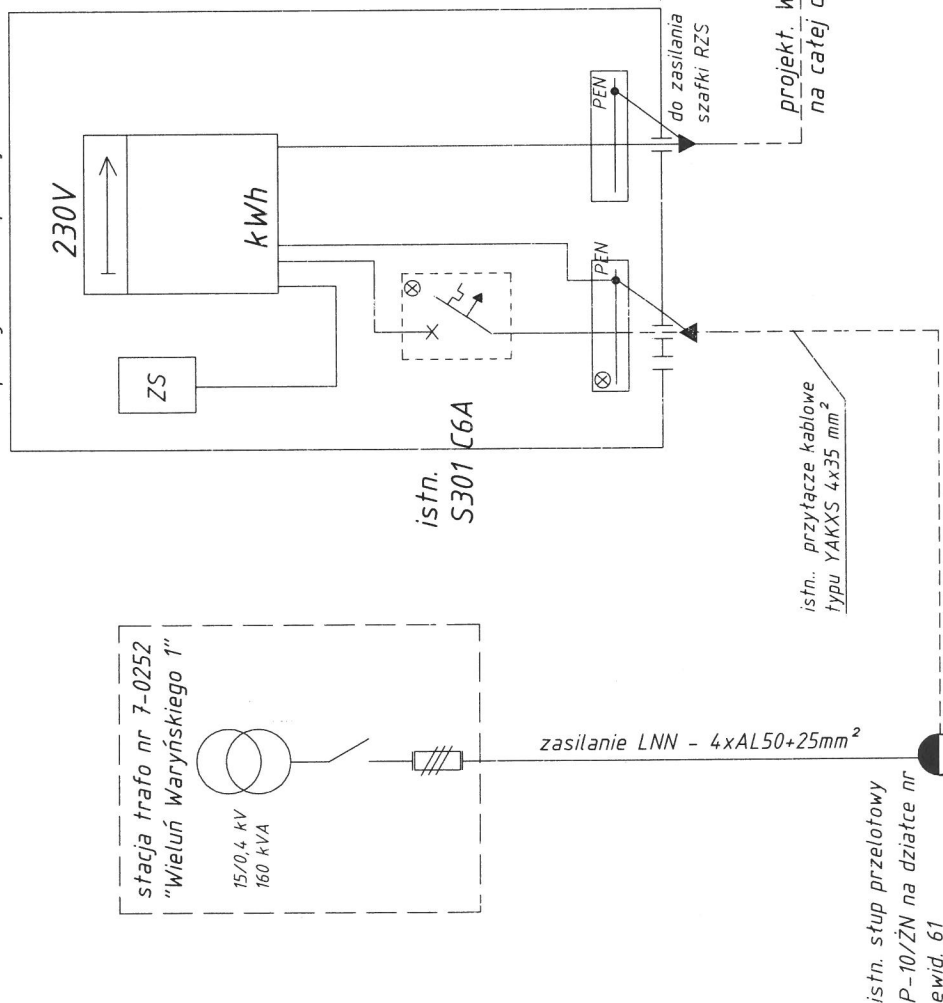 230V
kWh
ZS
istn.
S301 C6A
PEN
PEN
do zasilania
szafki RZS
projekt.
na całej
istn.. przyłącze kablowe
typu YAKXS 4x35 mm²
stacja trafo nr 7-0252
"Wieluń Waryńskiego 1"
15/0,4 kV
160 kVA
zasilanie LNN - 4xAL50+25mm²
istn. słup przelotowy
P-10/ŻN na działce nr
ewid. 61